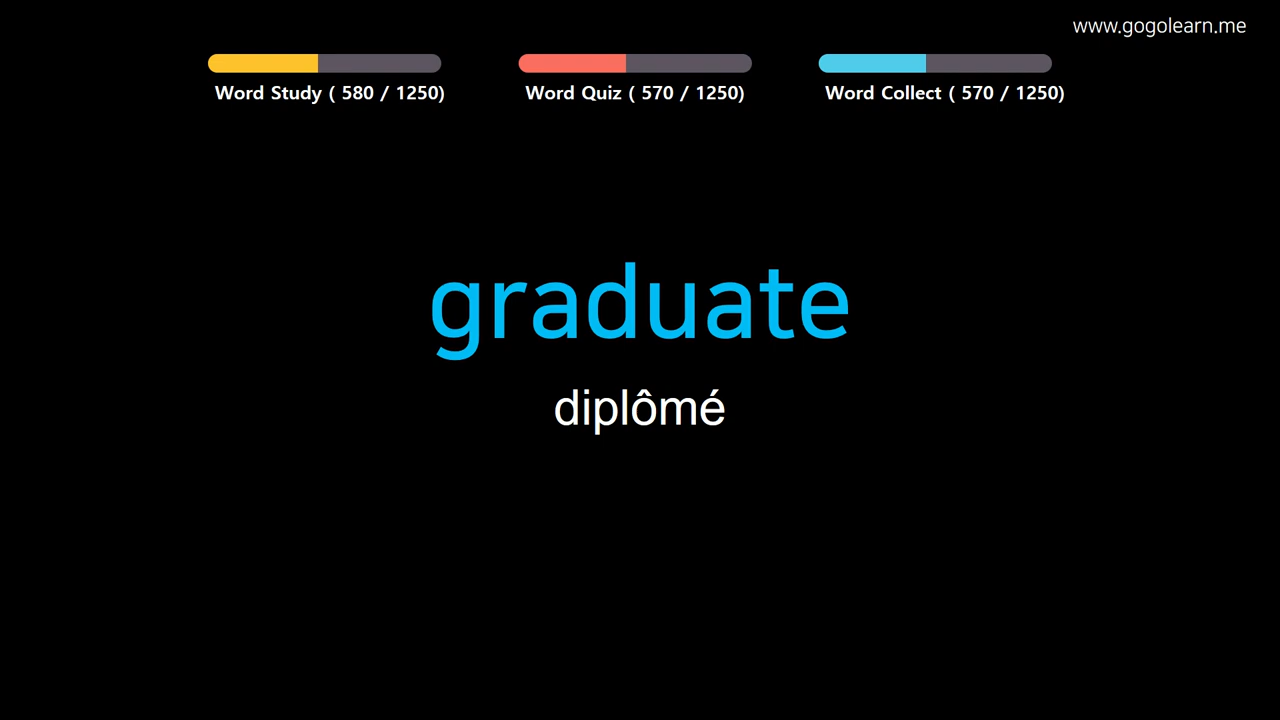 www.gogolearn.me
Word Study ( 580 / 1250)
Word Quiz ( 570 / 1250)
Word Collect ( 570 / 1250)
graduate
diplômé